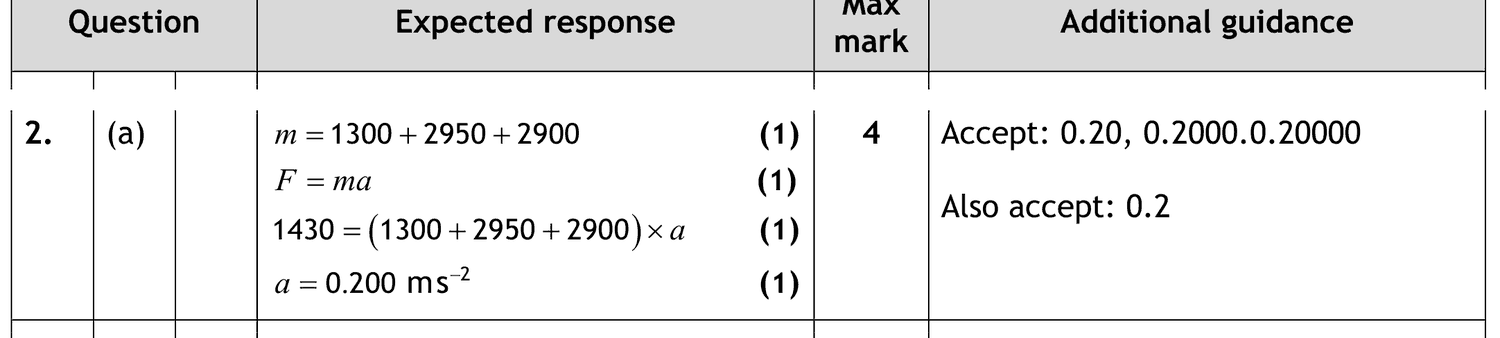 Question Expected response Max mark Additional guidance
2. (a) m = 1300 + 2950 + 2900 (1) 4 Accept: 0.20, 0.2000.0.20000
F = ma (1)
Also accept: 0.2
1430 = (1300 + 2950 + 2900) × a (1)
a = 0.200 ms⁻² (1)